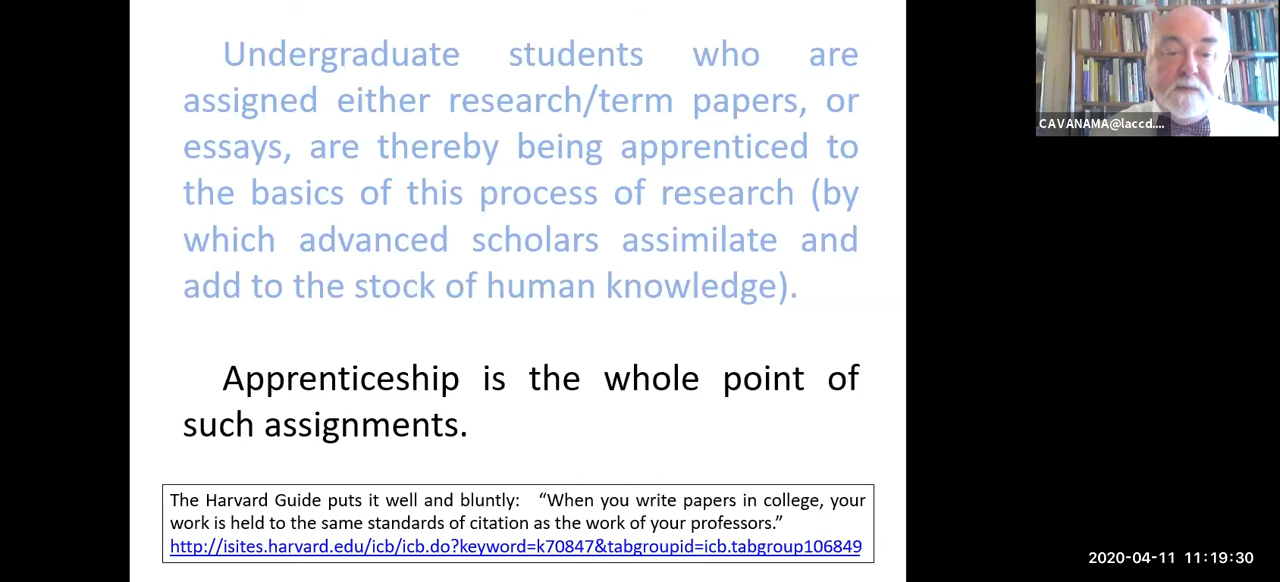 Undergraduate students who are
assigned either research/term papers, or
essays, are thereby being apprenticed to
the basics of this process of research (by
which advanced scholars assimilate and
add to the stock of human knowledge).
Apprenticeship is the whole point of
such assignments.
The Harvard Guide puts it well and bluntly: “When you write papers in college, your
work is held to the same standards of citation as the work of your professors.”
http://isites.harvard.edu/icb/icb.do?keyword=k70847&tabgroupid=icb.tabgroup106849
CAVANAMA@laccd....
2020-04-11 11:19:30